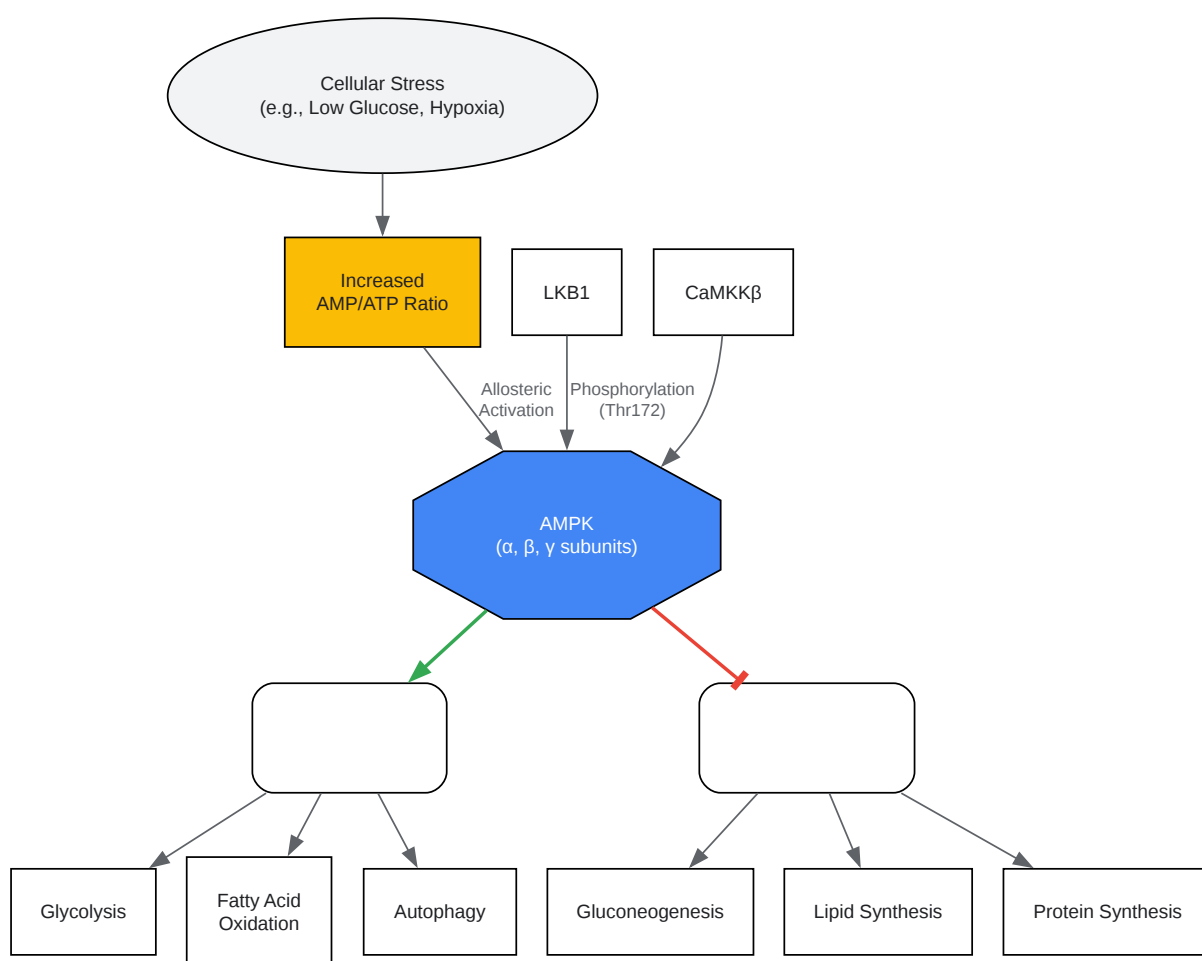 Cellular Stress
(e.g., Low Glucose, Hypoxia)
Increased
AMP/ATP Ratio
LKB1
CaMKKβ
Allosteric
Activation
Phosphorylation
(Thr172)
AMPK
(α, β, γ subunits)
Glycolysis
Fatty Acid
Oxidation
Autophagy
Gluconeogenesis
Lipid Synthesis
Protein Synthesis